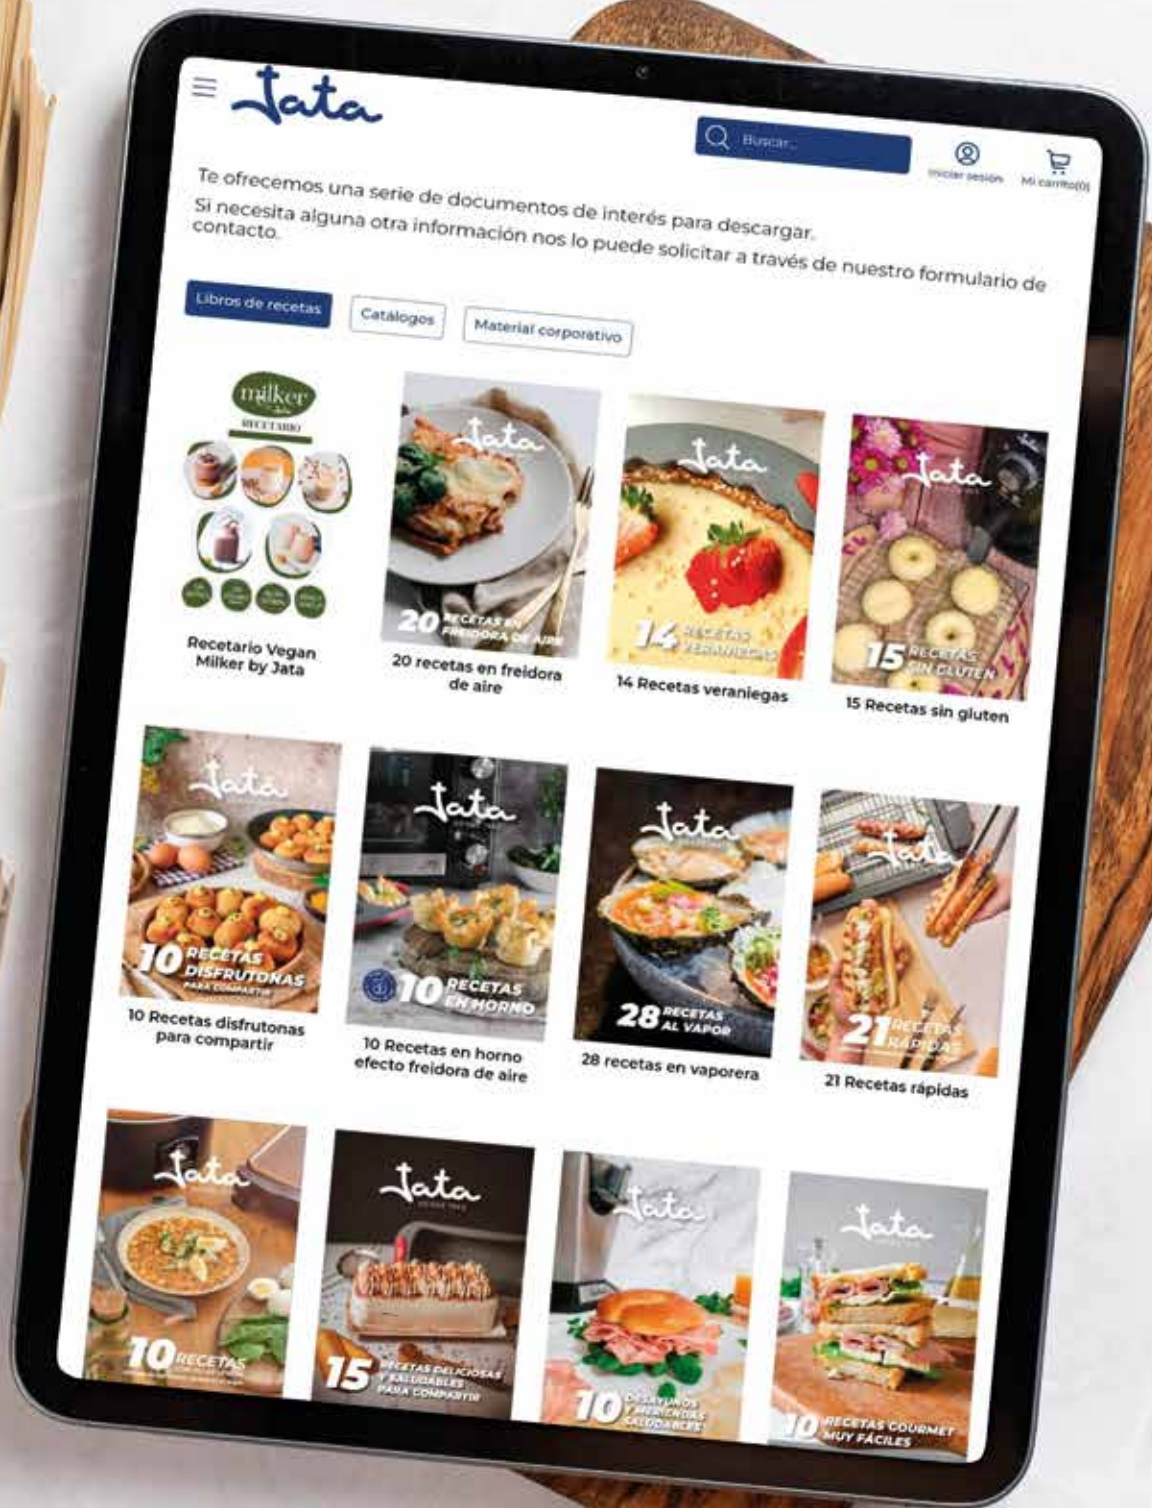 Jata
Buscar...
Iniciar sesión
Mi carrito(0)
Te ofrecemos una serie de documentos de interés para descargar.
Si necesita alguna otra información nos lo puede solicitar a través de nuestro formulario de
contacto.
Libros de recetas
Catálogos
Material corporativo
milker
Jata
RECETARIO
Recetario Vegan
Milker by Jata
Jata
20 RECETAS EN
FREIDORA DE AIRE
20 recetas en freidora
de aire
Jata
14 RECETAS
VERANIEGAS
14 Recetas veraniegas
Jata
15 RECETAS
SIN GLUTEN
15 Recetas sin gluten
Jata
10 RECETAS
DISFRUTONAS
PARA COMPARTIR
10 Recetas disfrutonas
para compartir
Jata
10 RECETAS
EN HORNO
10 Recetas en horno
efecto freidora de aire
Jata
28 RECETAS
AL VAPOR
28 recetas en vaporera
Jata
21 RECETAS
RÁPIDAS
21 Recetas rápidas
Jata
10 RECETAS
Jata
15 RECETAS DELICIOSAS
Y SALUDABLES
PARA COMPARTIR
Jata
10 DESAYUNOS
Y MERIENDAS
SALUDABLES
Jata
10 RECETAS GOURMET
MUY FÁCILES